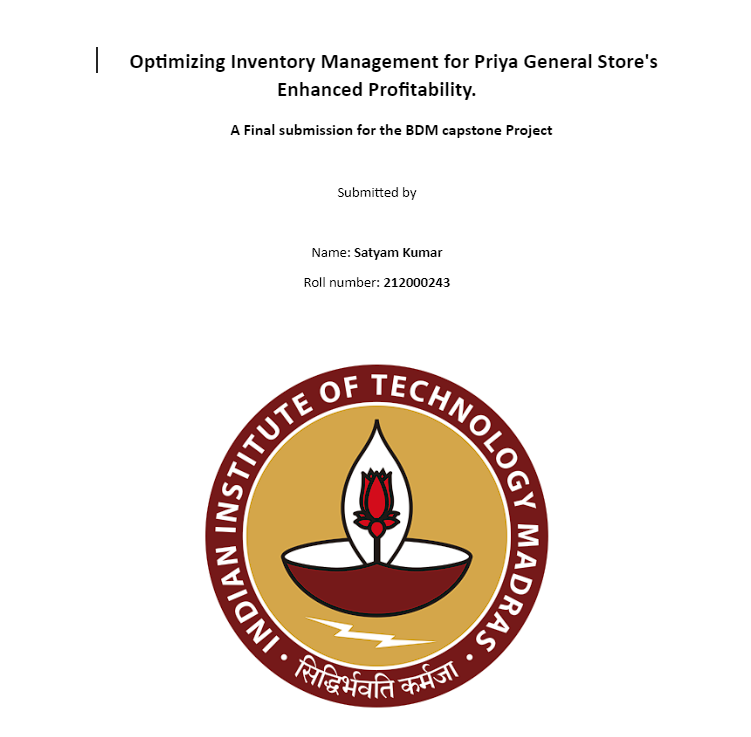 Optimizing Inventory Management for Priya General Store's
Enhanced Profitability.
A Final submission for the BDM capstone Project
Submitted by
Name: Satyam Kumar
Roll number: 212000243
INDIAN INSTITUTE OF TECHNOLOGY MADRAS
सिद्धिर्भवति कर्मजा